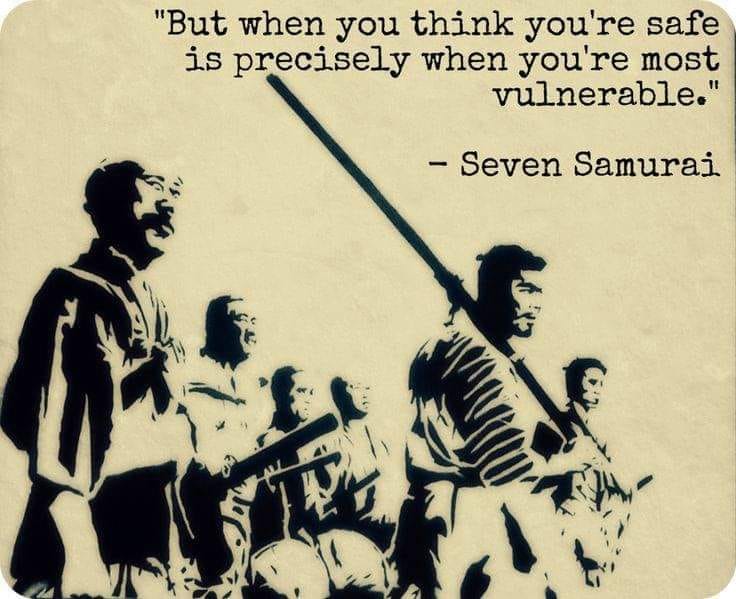 "But when you think you're safe
is precisely when you're most
vulnerable."
- Seven Samurai